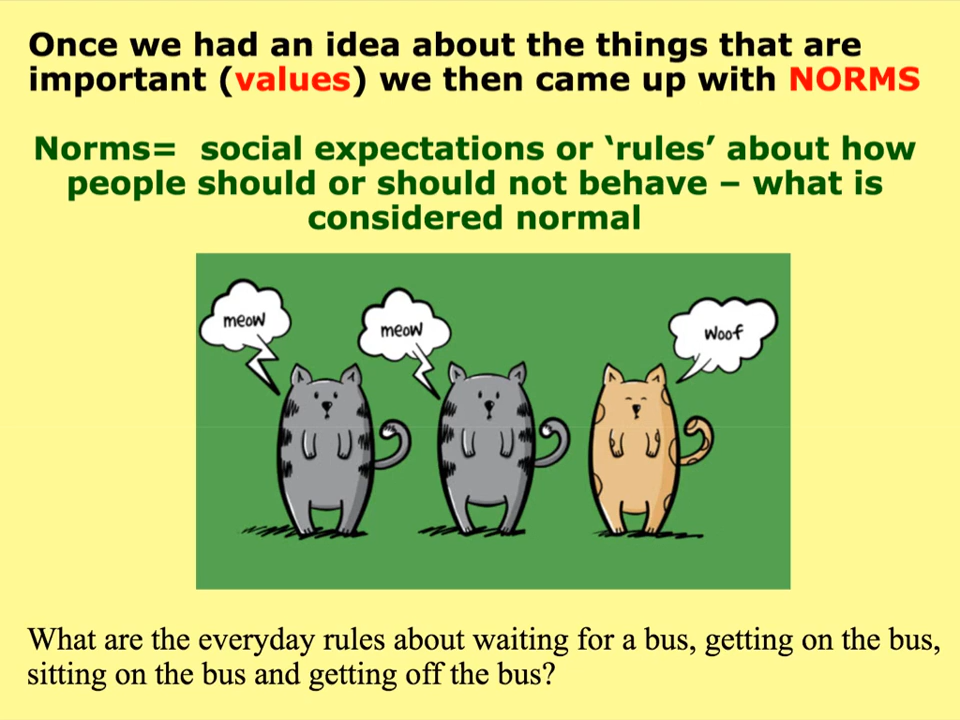 Once we had an idea about the things that are
important (values) we then came up with NORMS
Norms=  social expectations or ‘rules’ about how
people should or should not behave – what is
considered normal
meow
meow
Woof
What are the everyday rules about waiting for a bus, getting on the bus,
sitting on the bus and getting off the bus?